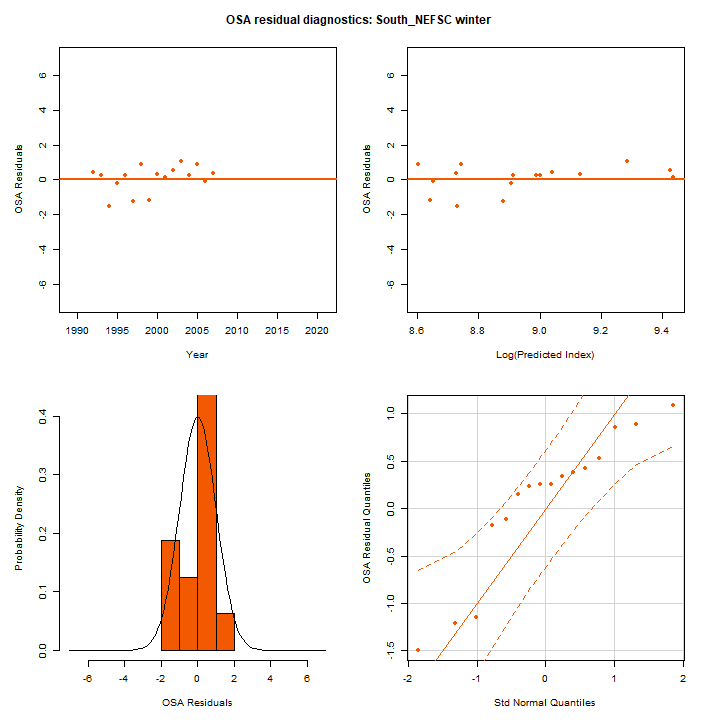 OSA residual diagnostics: South_NEFSC winter
OSA Residuals
6
4
2
0
-2
-4
-6
1990 1995 2000 2005 2010 2015 2020
Year
OSA Residuals
6
4
2
0
-2
-4
-6
8.6 8.8 9.0 9.2 9.4
Log(Predicted Index)
Probability Density
0.4
0.3
0.2
0.1
0.0
-6 -4 -2 0 2 4 6
OSA Residuals
OSA Residual Quantiles
1.0
0.5
0.0
-0.5
-1.0
-1.5
-2 -1 0 1 2
Std Normal Quantiles